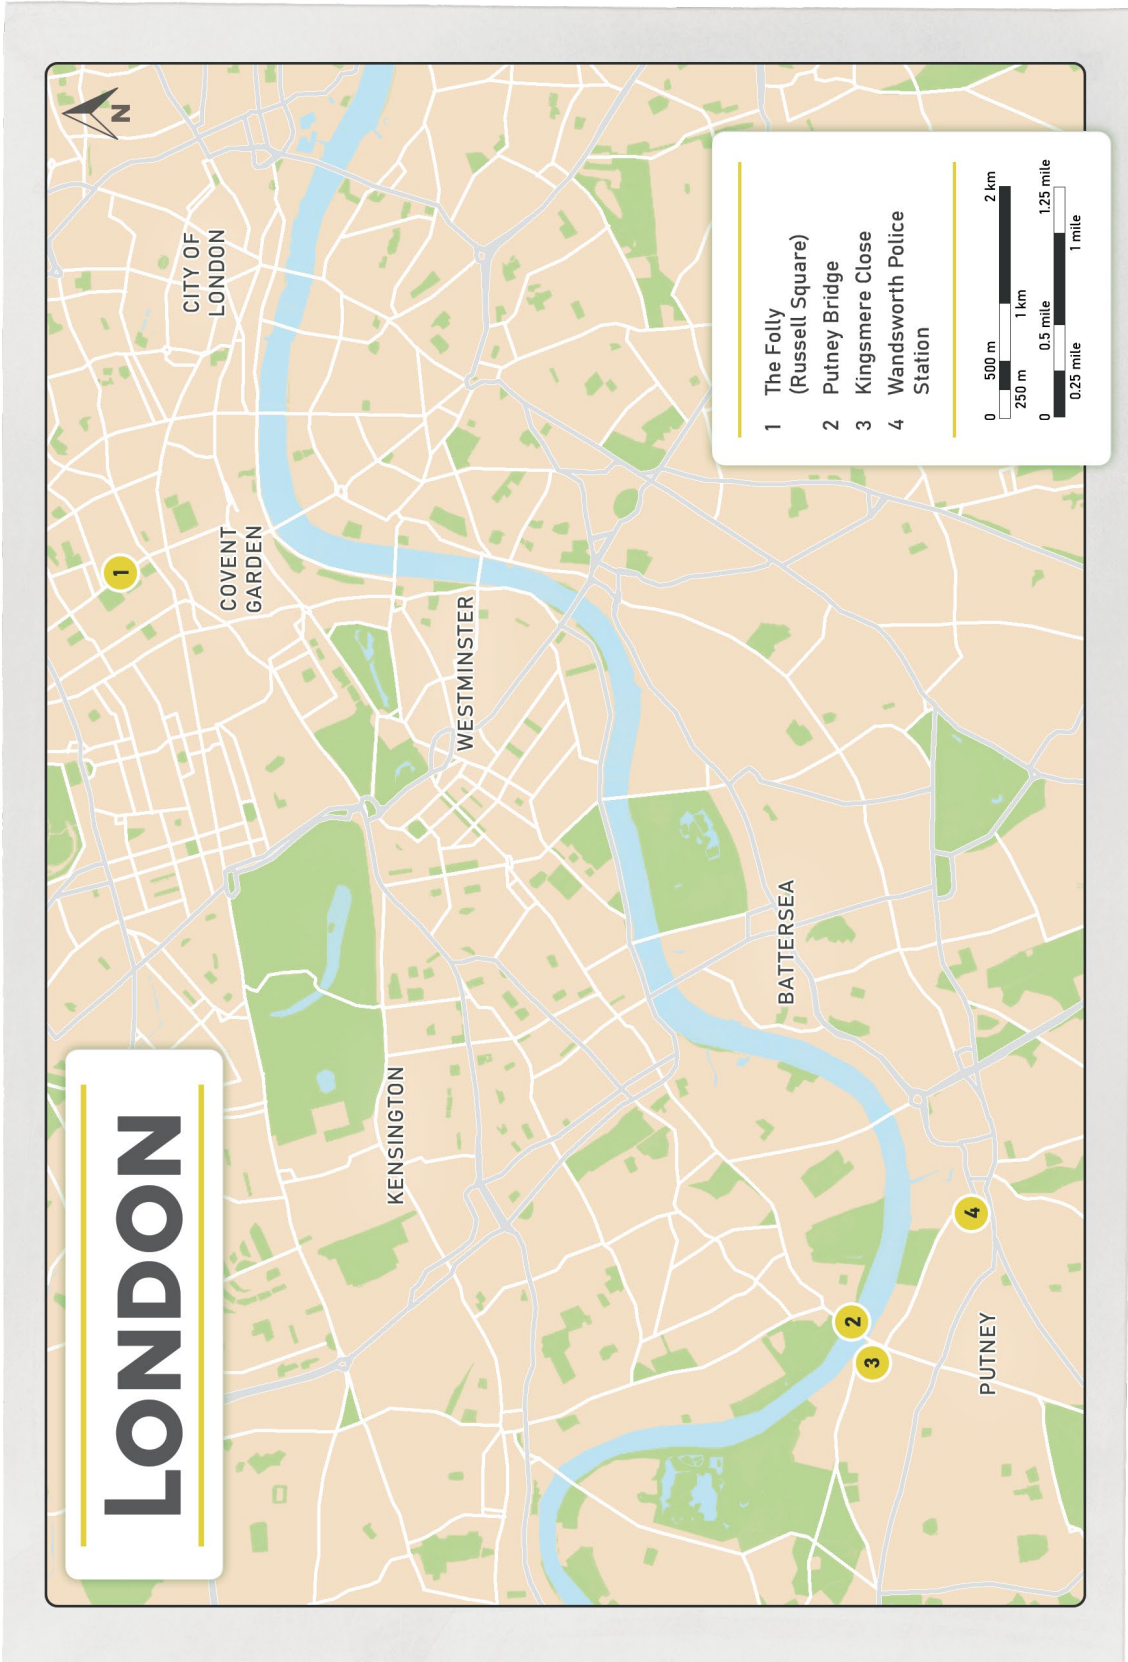 LONDON
N
CITY OF
LONDON
COVENT
GARDEN
WESTMINSTER
KENSINGTON
BATTERSEA
PUTNEY
1
2
3
4
1 The Folly
(Russell Square)
2 Putney Bridge
3 Kingsmere Close
4 Wandsworth Police
Station
0 500 m 2 km
250 m 1 km
0 0.5 mile 1.25 mile
0.25 mile 1 mile